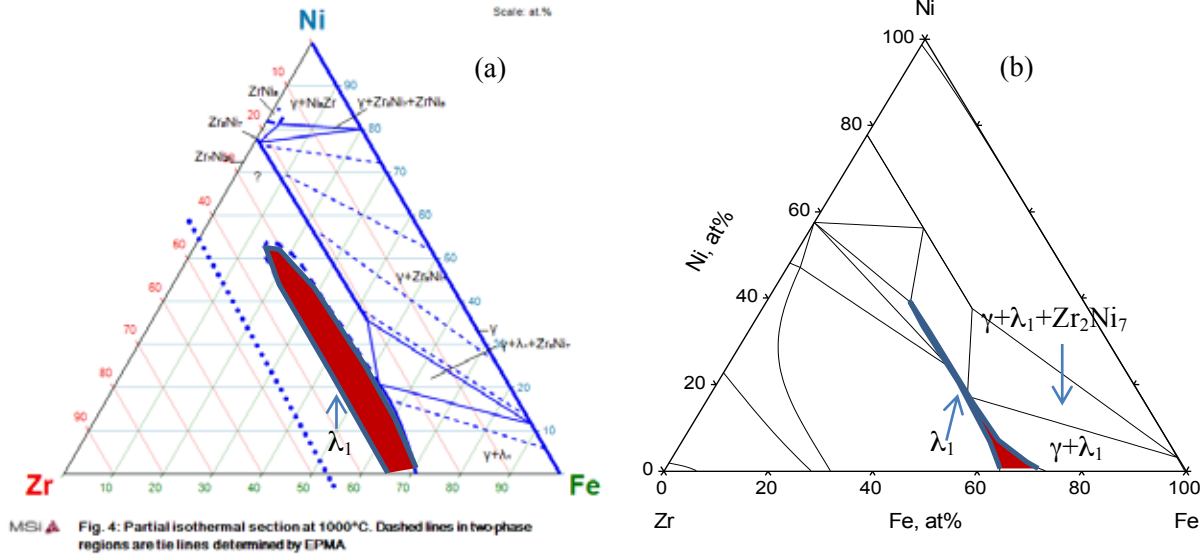 Scale: at.%
Ni
(a)
10
90
ZrNi₅
γ+Ni₅Zr
γ+Zr₂Ni₇+ZrNi₅
20
80
Zr₂Ni₇
70
?
40
60
50
50
γ+Zr₂Ni₇
60
40
γ
70
30
γ+λ₁+Zr₂Ni₇
80
20
90
λ₁
10
γ+λ₁
Zr
10
20
30
40
50
60
70
80
90
Fe
MSI
Fig. 4: Partial isothermal section at 1000°C. Dashed lines in two-phase
regions are tie lines determined by EPMA
Ni
100
(b)
80
60
Ni, at%
40
γ+λ₁+Zr₂Ni₇
20
λ₁
γ+λ₁
0
0
20
40
60
80
100
Zr
Fe, at%
Fe